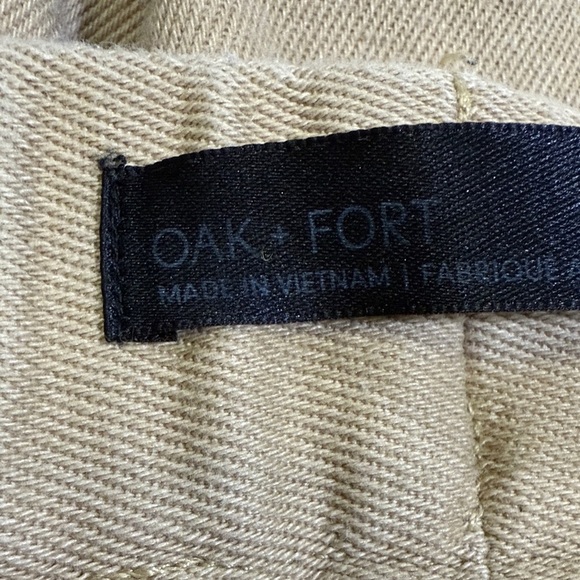 OAK + FORT
MADE IN VIETNAM | FABRIQUE